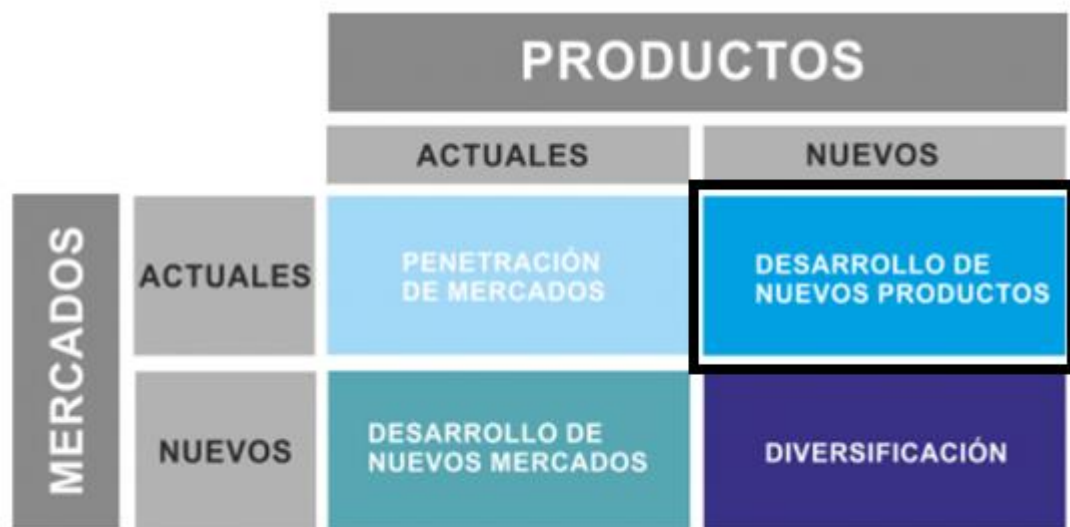 PRODUCTOS
ACTUALES
NUEVOS
MERCADOS
ACTUALES
PENETRACIÓN
DE MERCADOS
DESARROLLO DE
NUEVOS PRODUCTOS
NUEVOS
DESARROLLO DE
NUEVOS MERCADOS
DIVERSIFICACIÓN